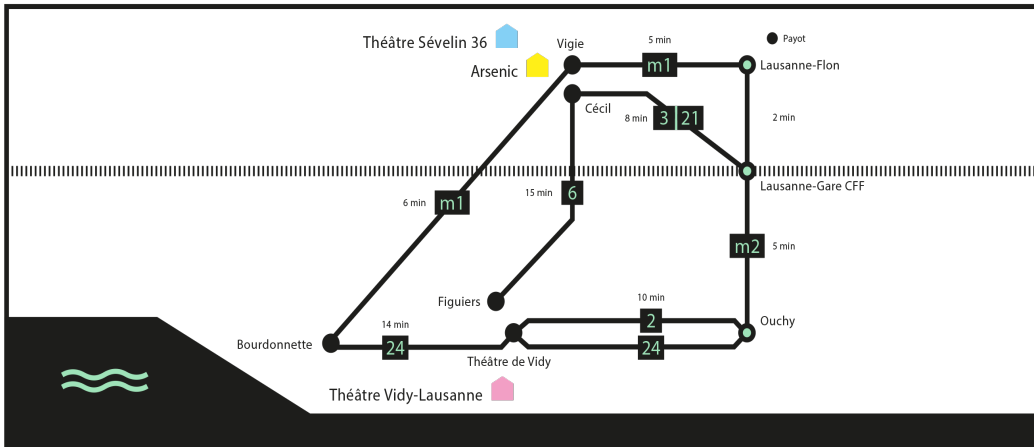 Théâtre Sévelin 36
Vigie
5 min
Payot
Arsenic
m1
Lausanne-Flon
Cécil
8 min
3 21
2 min
Lausanne-Gare CFF
6 min
m1
15 min
6
m2
5 min
Figuiers
10 min
2
Ouchy
14 min
Bourdonnette
24
24
Théâtre de Vidy
Théâtre Vidy-Lausanne